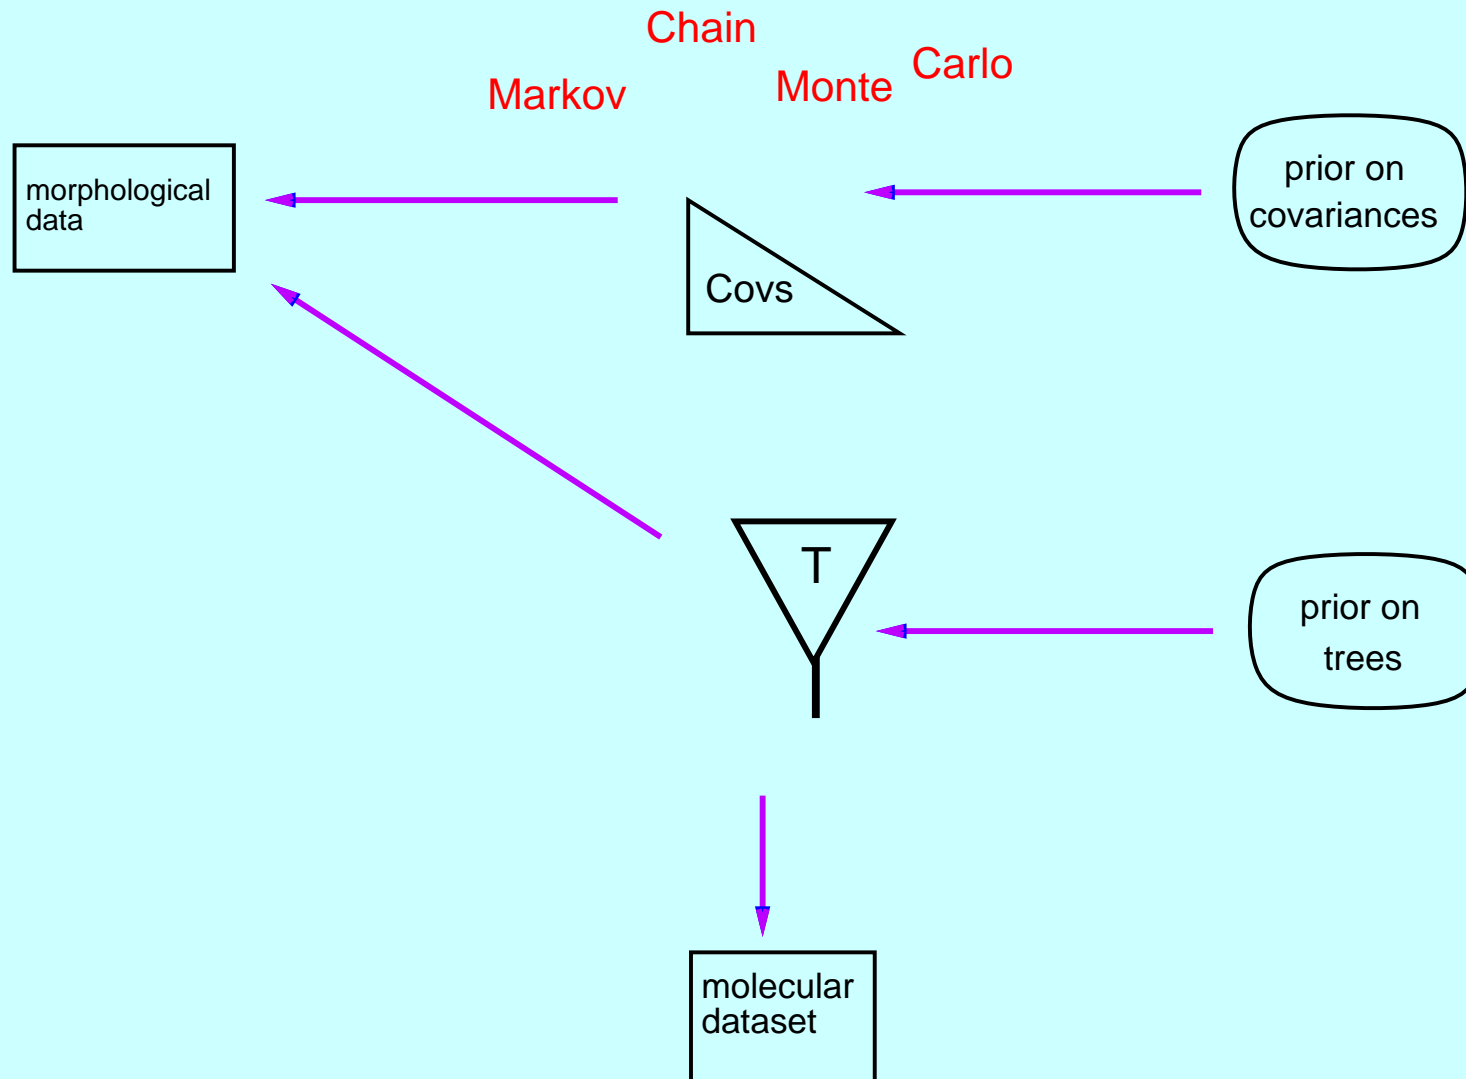 Chain
Carlo
Markov
Monte
morphological
data
prior on
covariances
Covs
T
prior on
trees
molecular
dataset